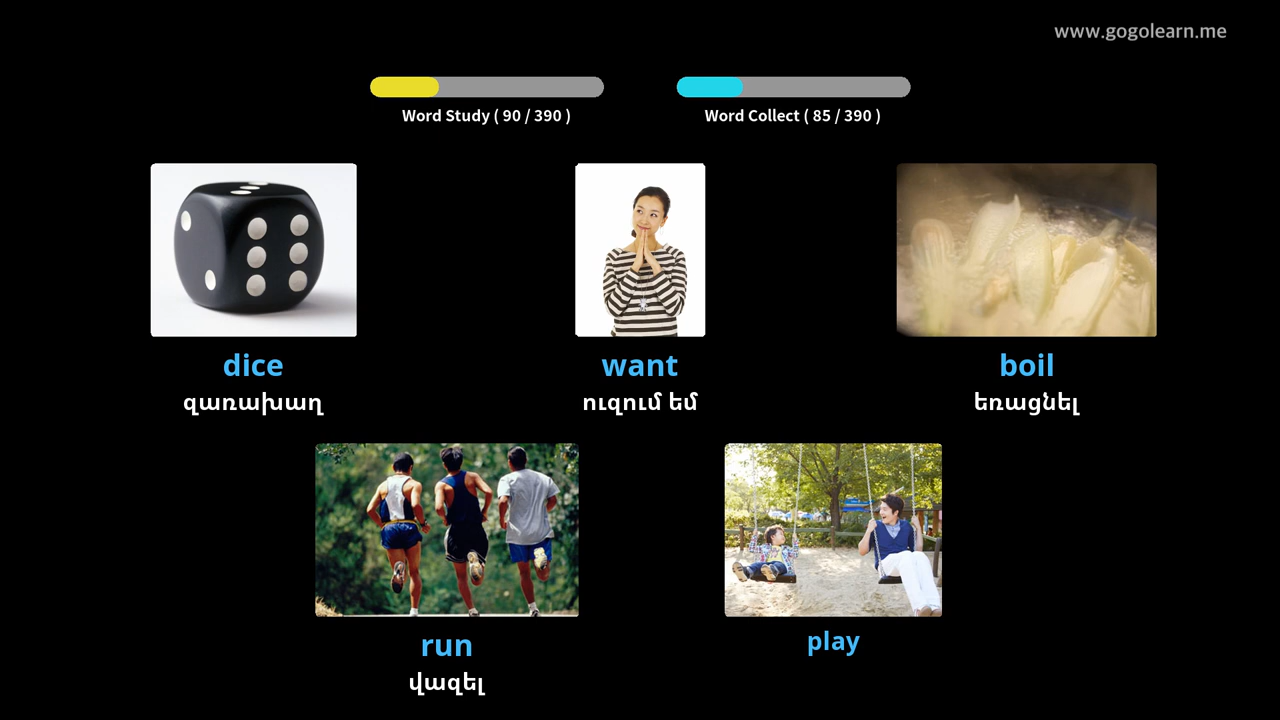 www.gogolearn.me
Word Study ( 90 / 390 )
Word Collect ( 85 / 390 )
dice
զառախաղ
want
ուզում եմ
boil
եռացնել
run
վազել
play